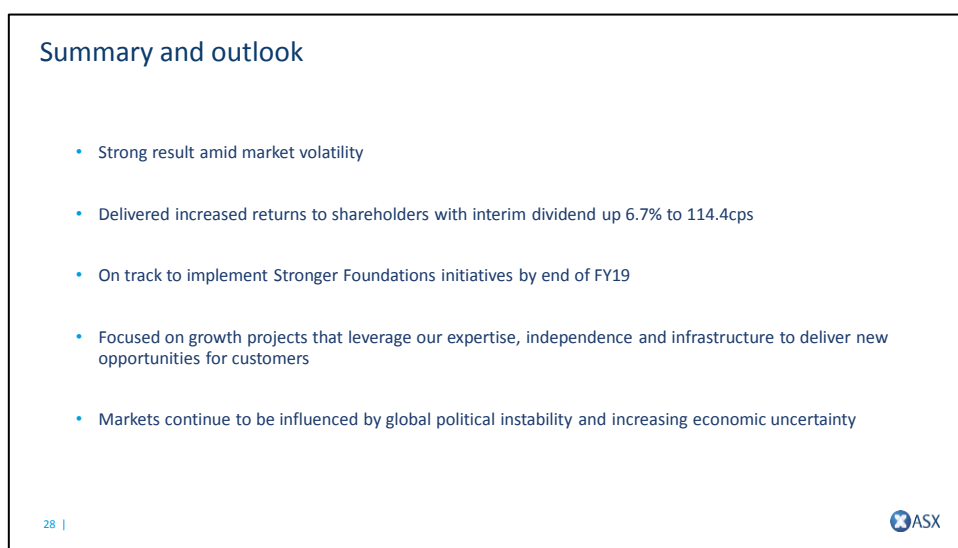 Summary and outlook
• Strong result amid market volatility
• Delivered increased returns to shareholders with interim dividend up 6.7% to 114.4cps
• On track to implement Stronger Foundations initiatives by end of FY19
• Focused on growth projects that leverage our expertise, independence and infrastructure to deliver new
opportunities for customers
• Markets continue to be influenced by global political instability and increasing economic uncertainty
28 |
ASX